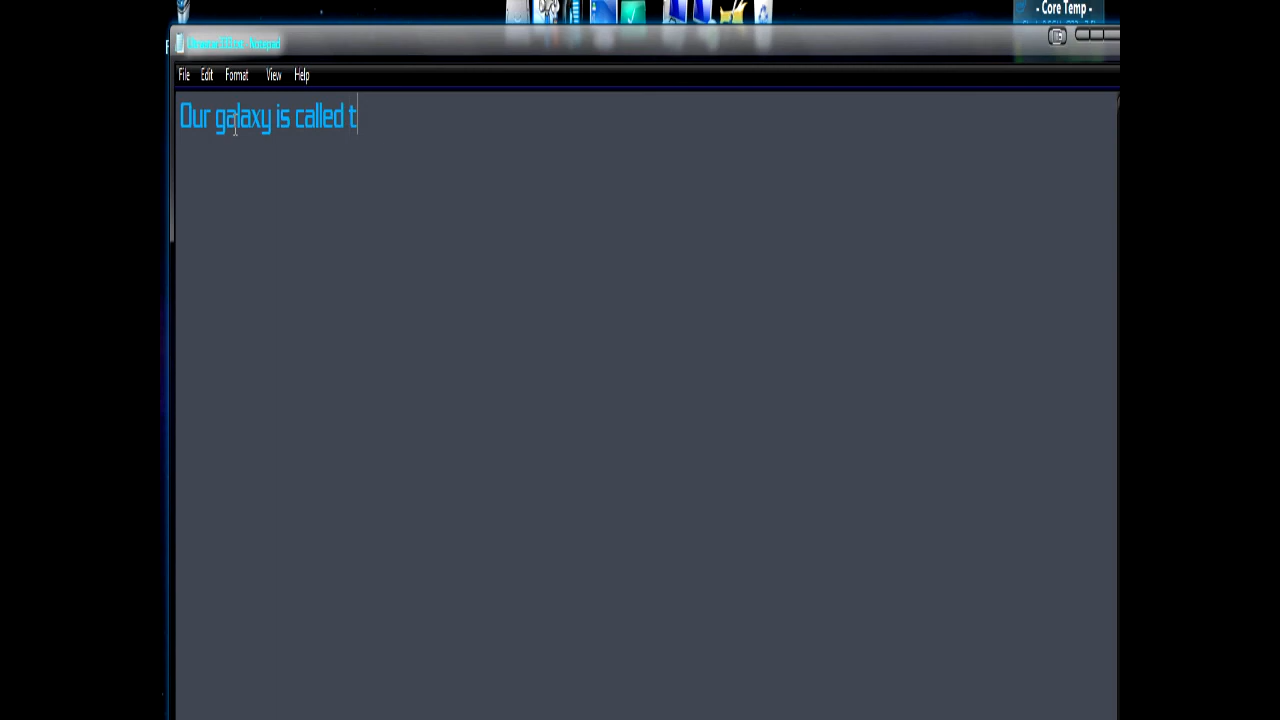 - Core Temp -
File Edit Format View Help
Our galaxy is called t